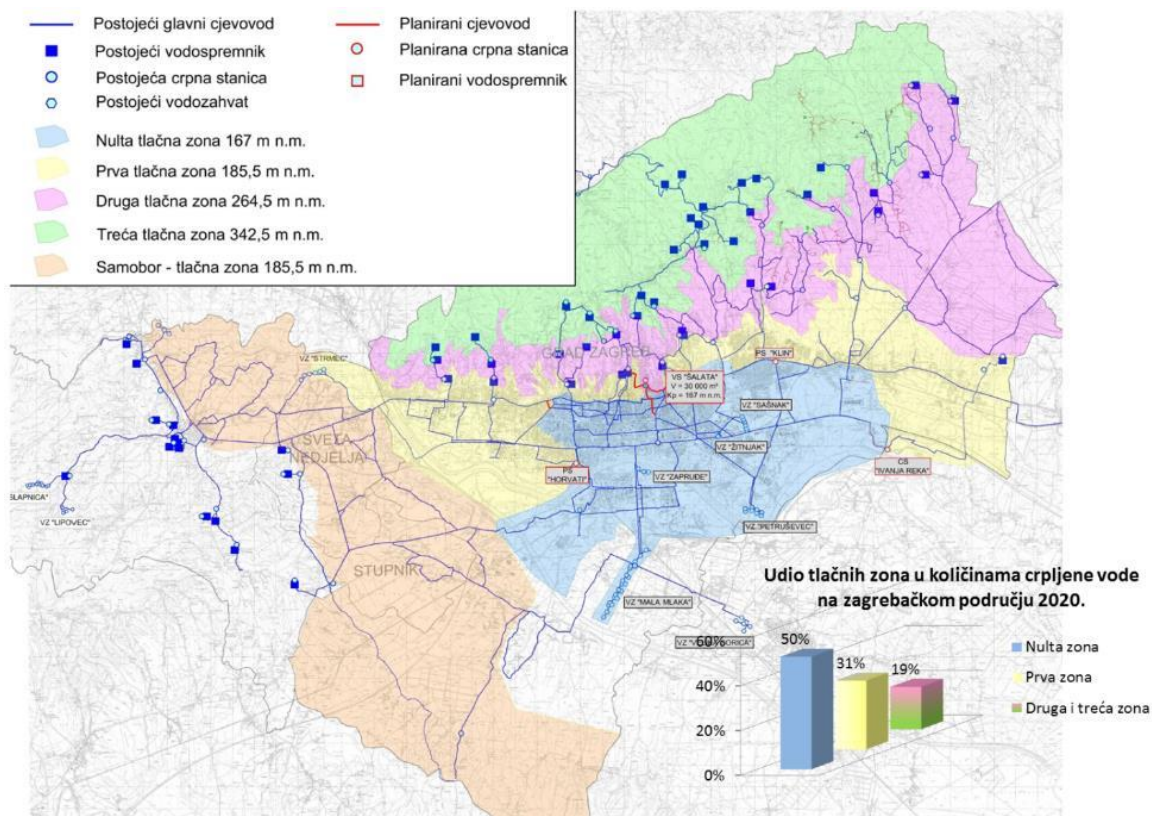 Postojeći glavni cjevovod
Postojeći vodospremnik
Postojeća crpna stanica
Postojeći vodozahvat
Planirani cjevovod
Planirana crpna stanica
Planirani vodospremnik
Nulta tlačna zona 167 m n.m.
Prva tlačna zona 185,5 m n.m.
Druga tlačna zona 264,5 m n.m.
Treća tlačna zona 342,5 m n.m.
Samobor - tlačna zona 185,5 m n.m.
GRAD ZAGREB
PS "KLIN"
VZ "STRMEC"
VS "ŠALATA"
V = 30 000 m³
Kp = 167 m n.m.
VZ "SAŠNAK"
SVETA
NEDJELJA
VZ "ŽITNJAK"
PS
"HORVATI"
VZ "ZAPRUĐE"
CS
"IVANJA REKA"
SLAPNICA"
VZ "LIPOVEC"
VZ "PETRUŠEVEC"
STUPNIK
VZ "MALA MLAKA"
Udio tlačnih zona u količinama crpljene vode
na zagrebačkom području 2020.
60%
50%
31%
19%
40%
20%
0%
Nulta zona
Prva zona
Druga i treća zona